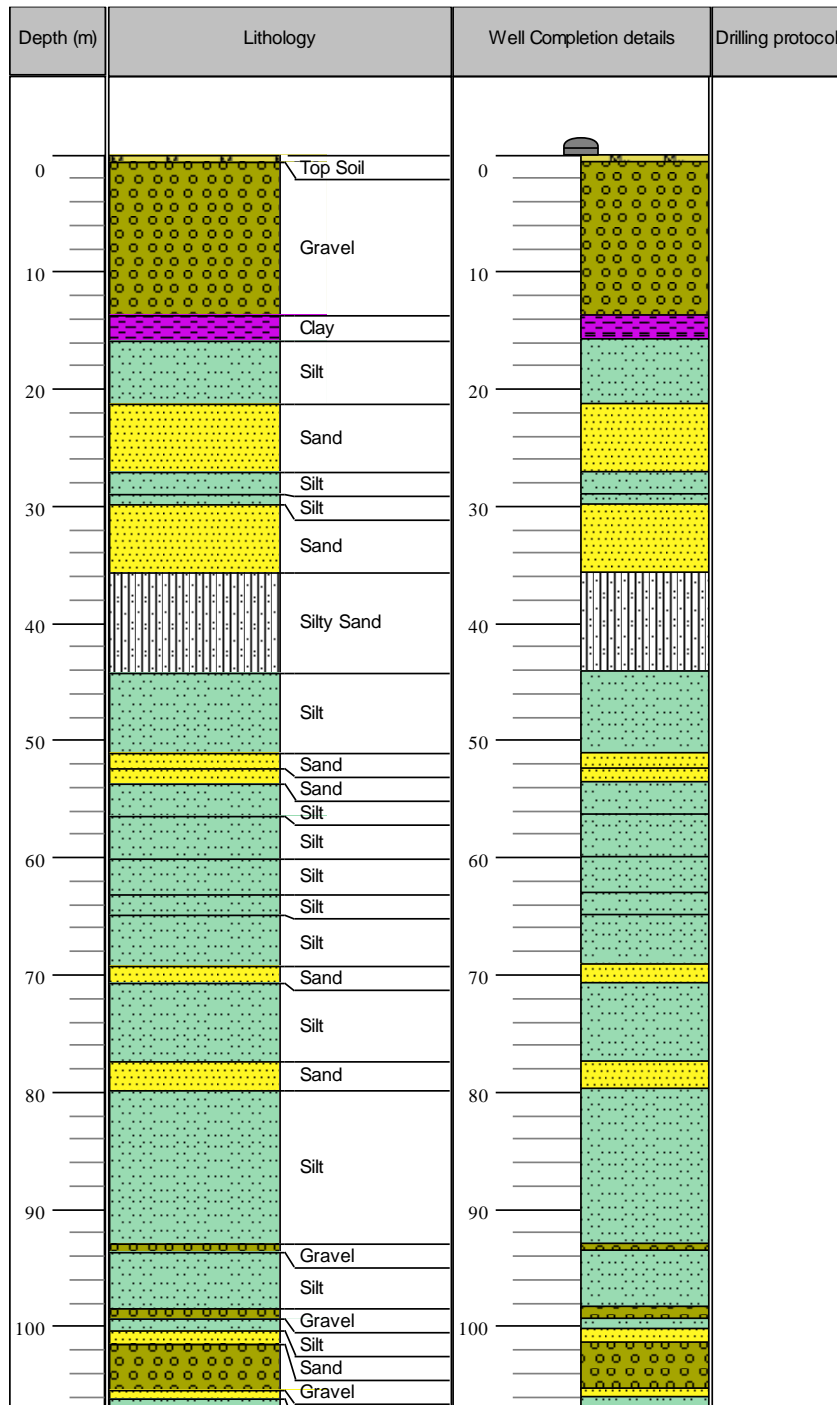 Depth (m) Lithology Well Completion details Drilling protocol
0 Top Soil 0
Gravel
10 10
Clay
Silt
20 20
Sand
Silt
30 Silt 30
Sand
40 Silty Sand 40
Silt
50 50
Sand
Sand
Silt
Silt
60 60
Silt
Silt
Silt
70 Sand 70
Silt
Sand
80 80
Silt
90 90
Gravel
Silt
100 Gravel 100
Silt
Sand
Gravel